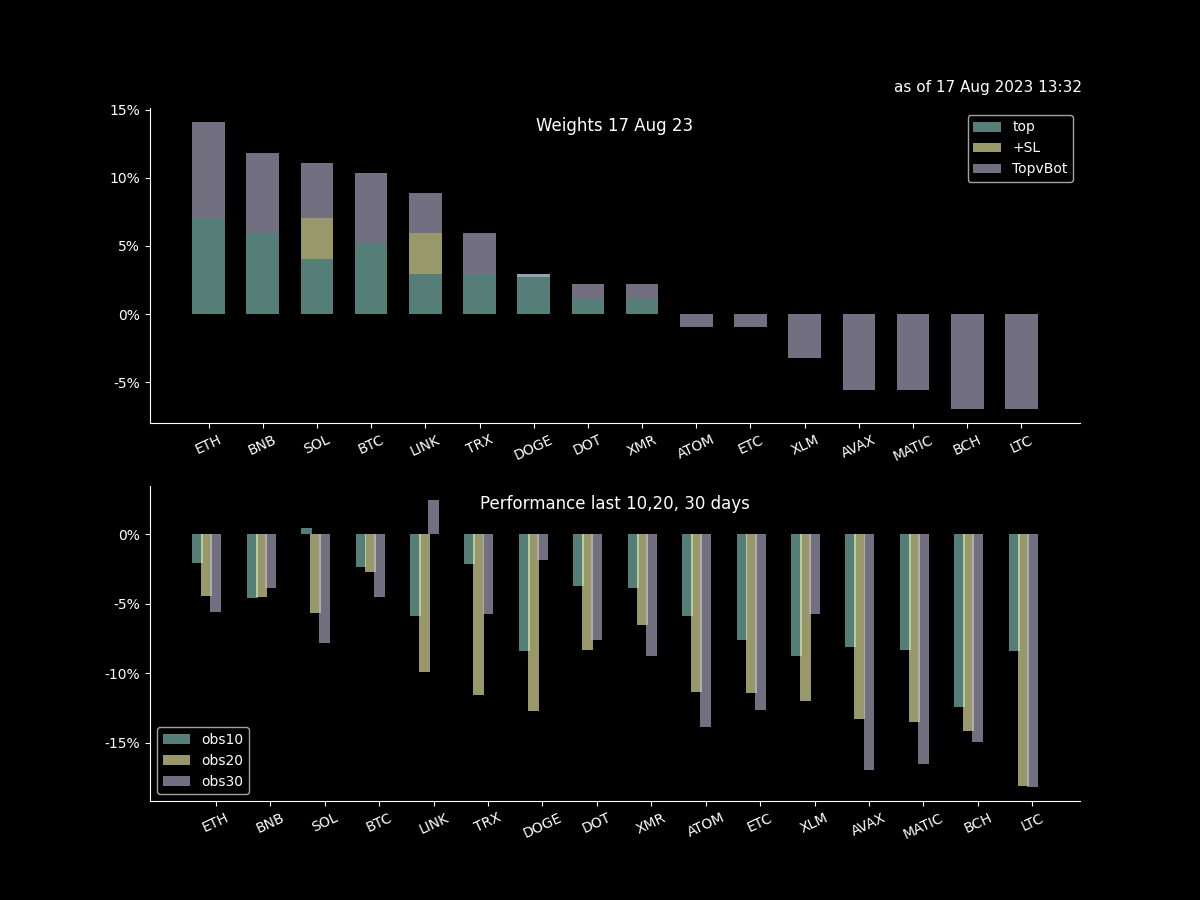 as of 17 Aug 2023 13:32
Weights 17 Aug 23
top
+SL
TopvBot
15%
10%
5%
0%
-5%
ETH BNB SOL BTC LINK TRX DOGE DOT XMR ATOM ETC XLM AVAX MATIC BCH LTC
Performance last 10,20, 30 days
0%
-5%
-10%
-15%
obs10
obs20
obs30
ETH BNB SOL BTC LINK TRX DOGE DOT XMR ATOM ETC XLM AVAX MATIC BCH LTC